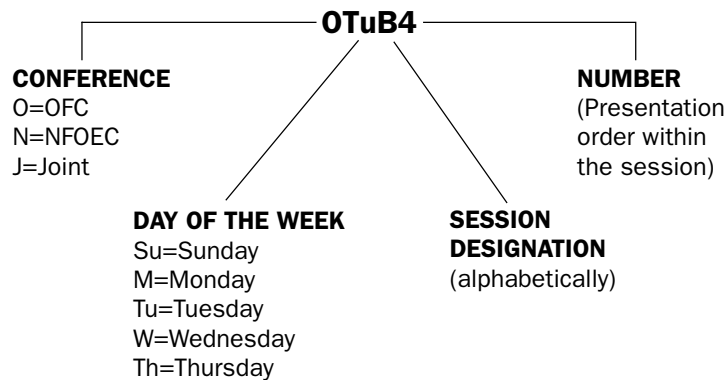 OTuB4
CONFERENCE
O=OFC
N=NFOEC
J=Joint
NUMBER
(Presentation
order within
the session)
DAY OF THE WEEK
Su=Sunday
M=Monday
Tu=Tuesday
W=Wednesday
Th=Thursday
SESSION
DESIGNATION
(alphabetically)